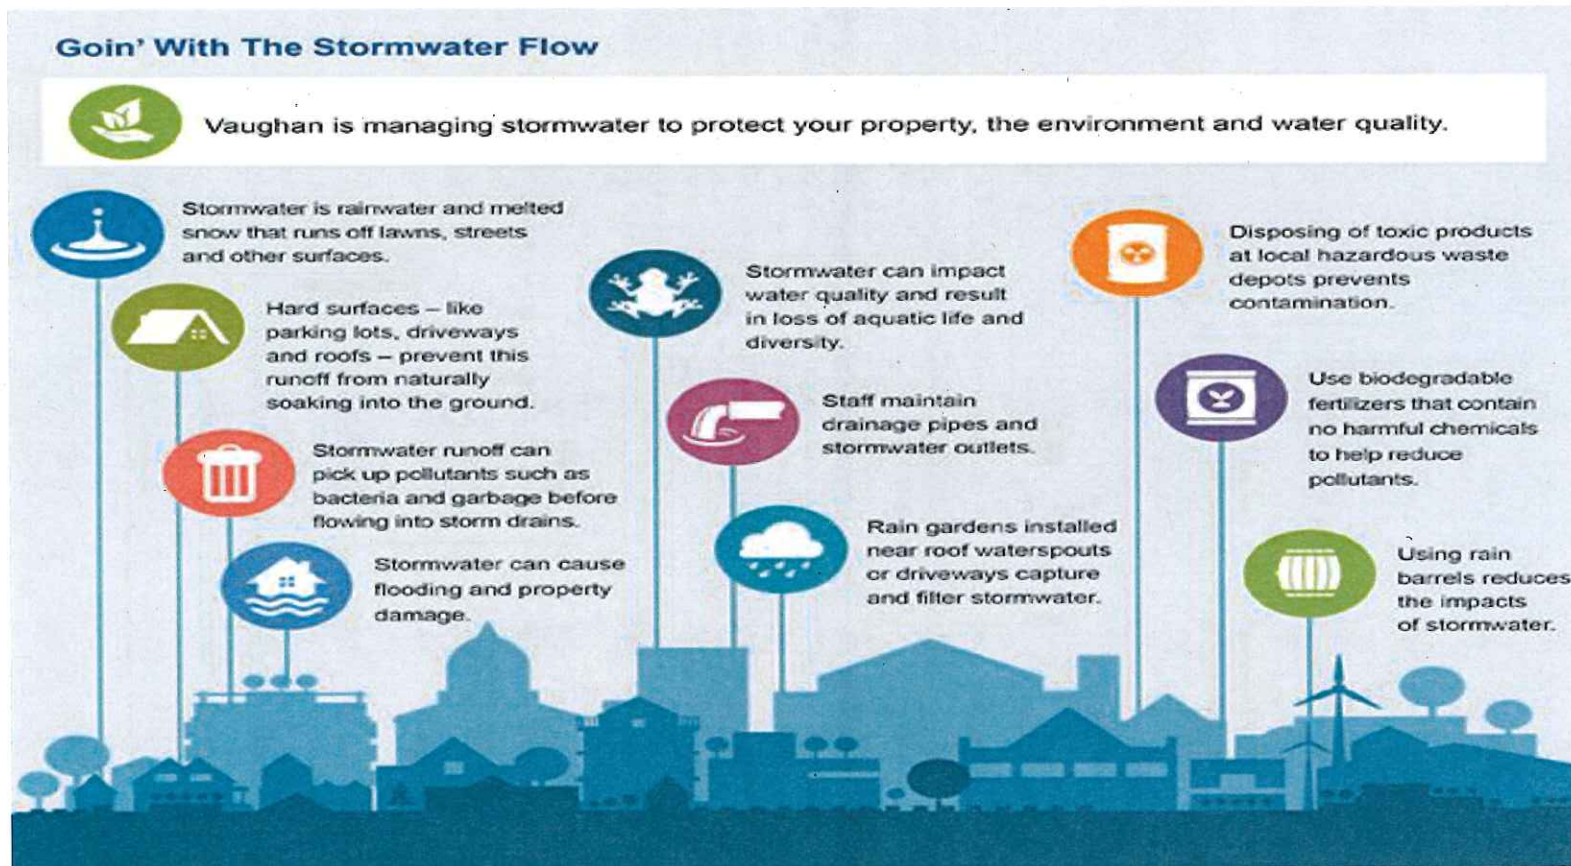 Goin' With The Stormwater Flow
Vaughan is managing stormwater to protect your property, the environment and water quality.
Stormwater is rainwater and melted
snow that runs off lawns, streets
and other surfaces.
Hard surfaces – like
parking lots, driveways
and roofs – prevent this
runoff from naturally
soaking into the ground.
Stormwater runoff can
pick up pollutants such as
bacteria and garbage before
flowing into storm drains.
Stormwater can cause
flooding and property
damage.
Stormwater can impact
water quality and result
in loss of aquatic life and
diversity.
Staff maintain
drainage pipes and
stormwater outlets.
Rain gardens installed
near roof waterspouts
or driveways capture
and filter stormwater.
Disposing of toxic products
at local hazardous waste
depots prevents
contamination.
Use biodegradable
fertilizers that contain
no harmful chemicals
to help reduce
pollutants.
Using rain
barrels reduces
the impacts
of stormwater.